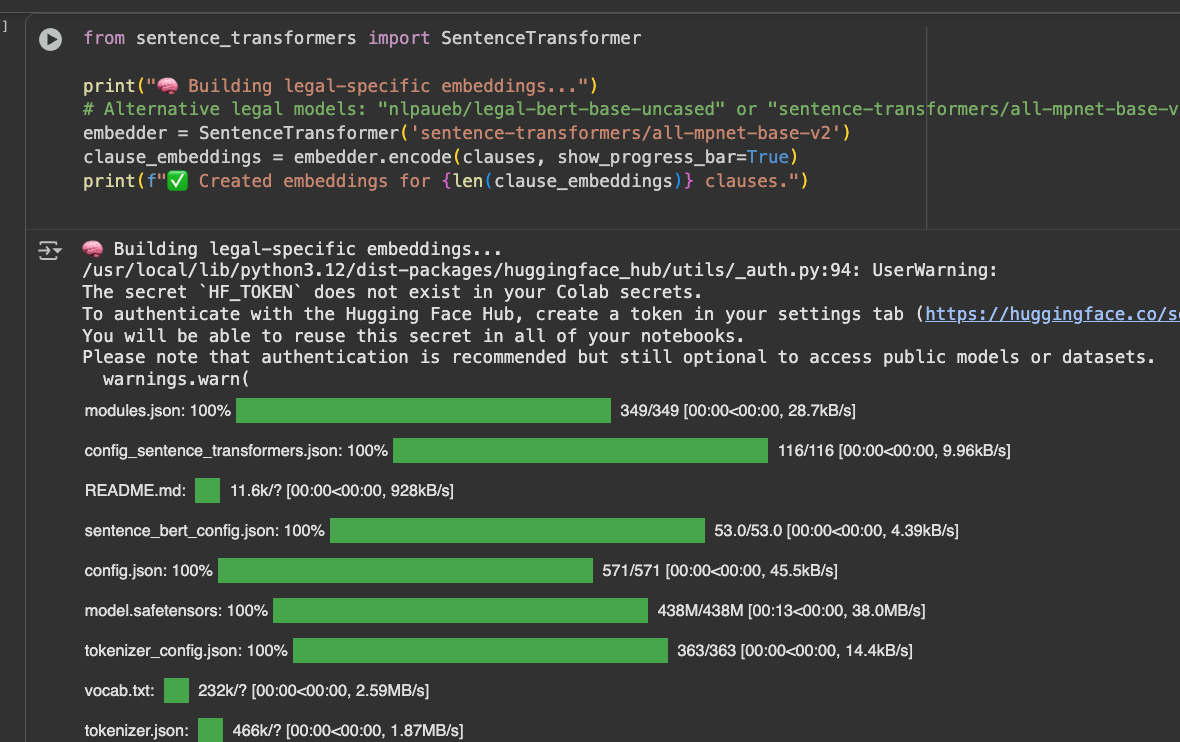 ]
from sentence_transformers import SentenceTransformer
print("🧠 Building legal-specific embeddings...")
# Alternative legal models: "nlpaueb/legal-bert-base-uncased" or "sentence-transformers/all-mpnet-base-v
embedder = SentenceTransformer('sentence-transformers/all-mpnet-base-v2')
clause_embeddings = embedder.encode(clauses, show_progress_bar=True)
print(f"✅ Created embeddings for {len(clause_embeddings)} clauses.")
🧠 Building legal-specific embeddings...
/usr/local/lib/python3.12/dist-packages/huggingface_hub/utils/_auth.py:94: UserWarning:
The secret `HF_TOKEN` does not exist in your Colab secrets.
To authenticate with the Hugging Face Hub, create a token in your settings tab (https://huggingface.co/s
You will be able to reuse this secret in all of your notebooks.
Please note that authentication is recommended but still optional to access public models or datasets.
  warnings.warn(
modules.json: 100% 349/349 [00:00<00:00, 28.7kB/s]
config_sentence_transformers.json: 100% 116/116 [00:00<00:00, 9.96kB/s]
README.md: 11.6k/? [00:00<00:00, 928kB/s]
sentence_bert_config.json: 100% 53.0/53.0 [00:00<00:00, 4.39kB/s]
config.json: 100% 571/571 [00:00<00:00, 45.5kB/s]
model.safetensors: 100% 438M/438M [00:13<00:00, 38.0MB/s]
tokenizer_config.json: 100% 363/363 [00:00<00:00, 14.4kB/s]
vocab.txt: 232k/? [00:00<00:00, 2.59MB/s]
tokenizer.json: 466k/? [00:00<00:00, 1.87MB/s]